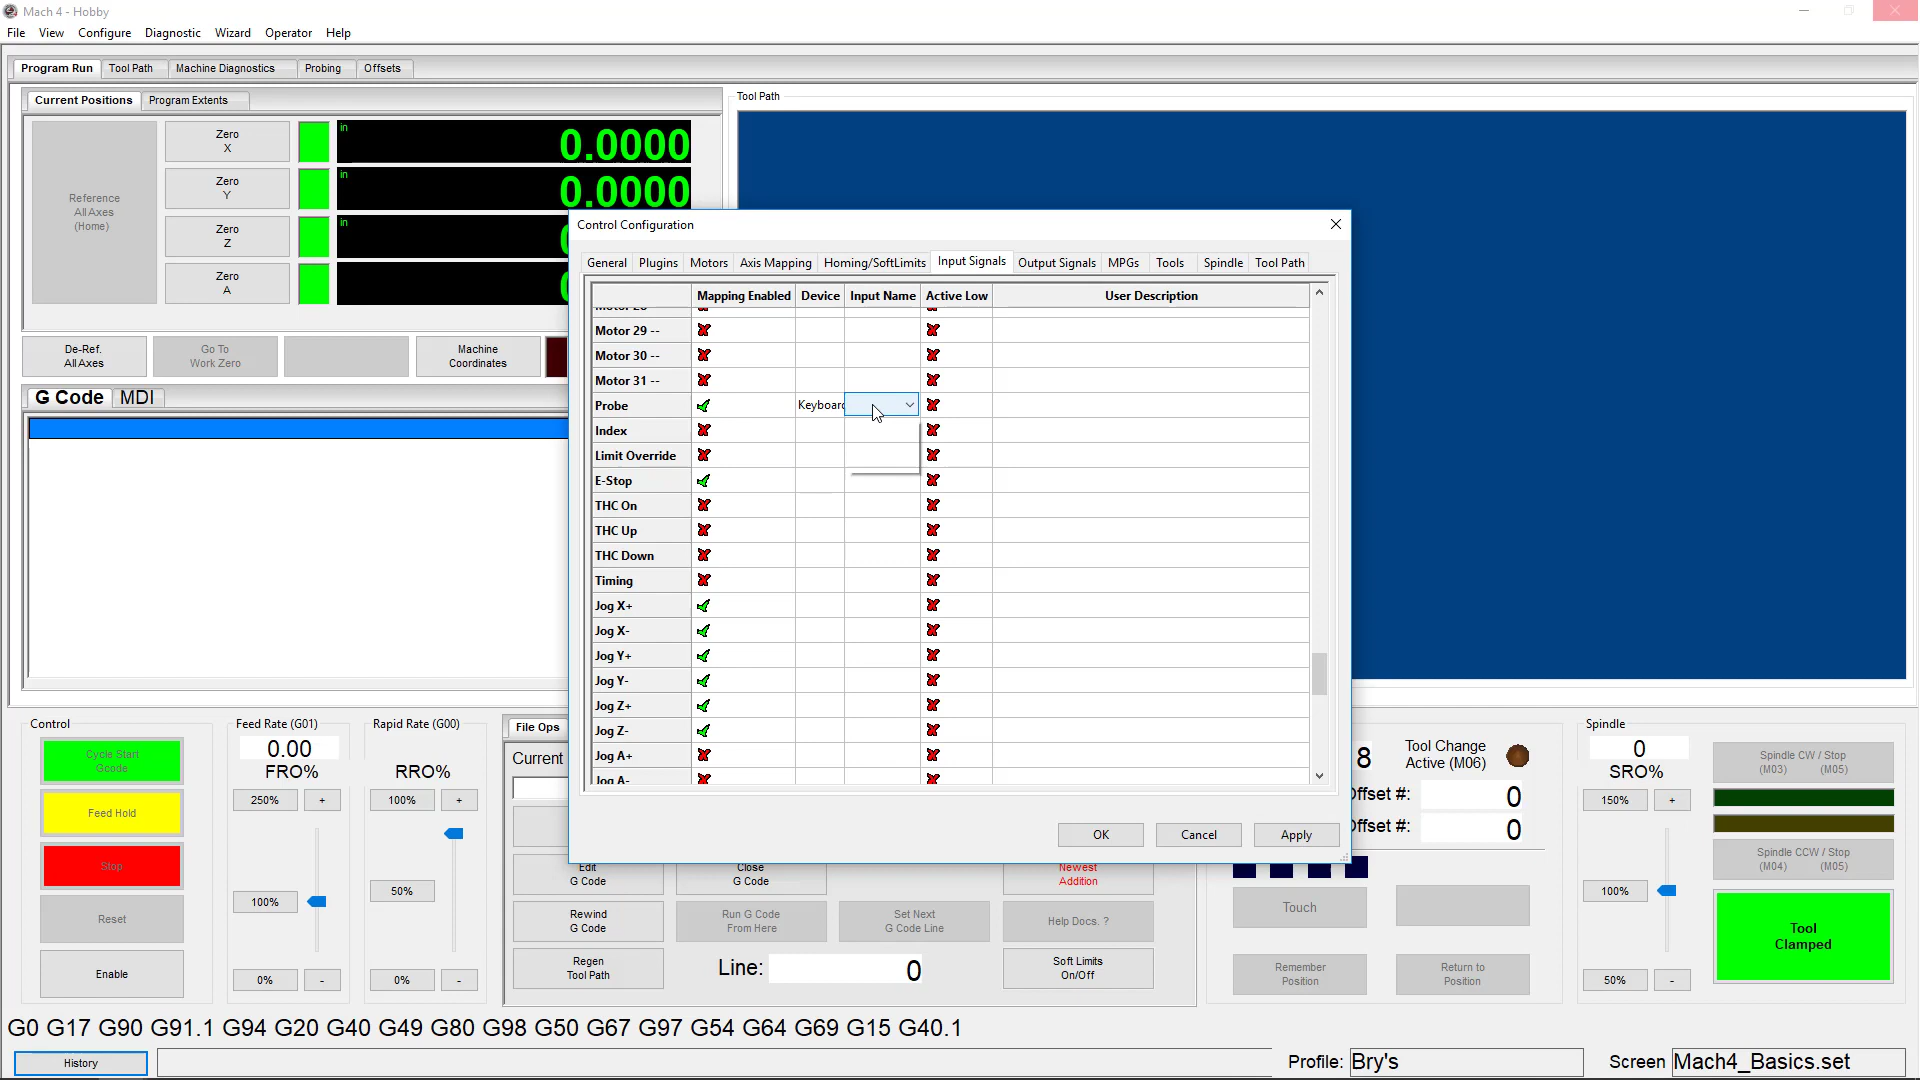 Mach 4 - Hobby
File View Configure Diagnostic Wizard Operator Help
Program Run Tool Path Machine Diagnostics Probing Offsets
Current Positions Program Extents
Tool Path
Reference
All Axes
(Home)
Zero
X
in
0.0000
Zero
Y
in
0.0000
Zero
Z
in
Zero
A
in
De-Ref.
All Axes
Go To
Work Zero
Machine
Coordinates
G Code MDI
Control Configuration
General Plugins Motors Axis Mapping Homing/SoftLimits Input Signals Output Signals MPGs Tools Spindle Tool Path
Mapping Enabled Device Input Name Active Low User Description
Motor 29 --
Motor 30 --
Motor 31 --
Probe Keyboard
Index
Limit Override
E-Stop
THC On
THC Up
THC Down
Timing
Jog X+
Jog X-
Jog Y+
Jog Y-
Jog Z+
Jog Z-
Jog A+
Jog A-
OK Cancel Apply
Control
Cycle Start
Gcode
Feed Hold
Stop
Reset
Enable
Feed Rate (G01)
0.00
FRO%
250% +
100%
0% -
Rapid Rate (G00)
RRO%
100% +
50%
0% -
File Ops
Current
Edit
G Code
Close
G Code
Newest
Addition
Rewind
G Code
Run G Code
From Here
Set Next
G Code Line
Help Docs. ?
Regen
Tool Path
Line: 0
Soft Limits
On/Off
8
Tool Change
Active (M06)
Offset #: 0
Offset #: 0
Touch
Remember
Position
Return to
Position
Spindle
0
SRO%
150% +
100%
50% -
Spindle CW / Stop
(M03) (M05)
Spindle CCW / Stop
(M04) (M05)
Tool
Clamped
G0 G17 G90 G91.1 G94 G20 G40 G49 G80 G98 G50 G67 G97 G54 G64 G69 G15 G40.1
History
Profile: Bry's
Screen Mach4_Basics.set